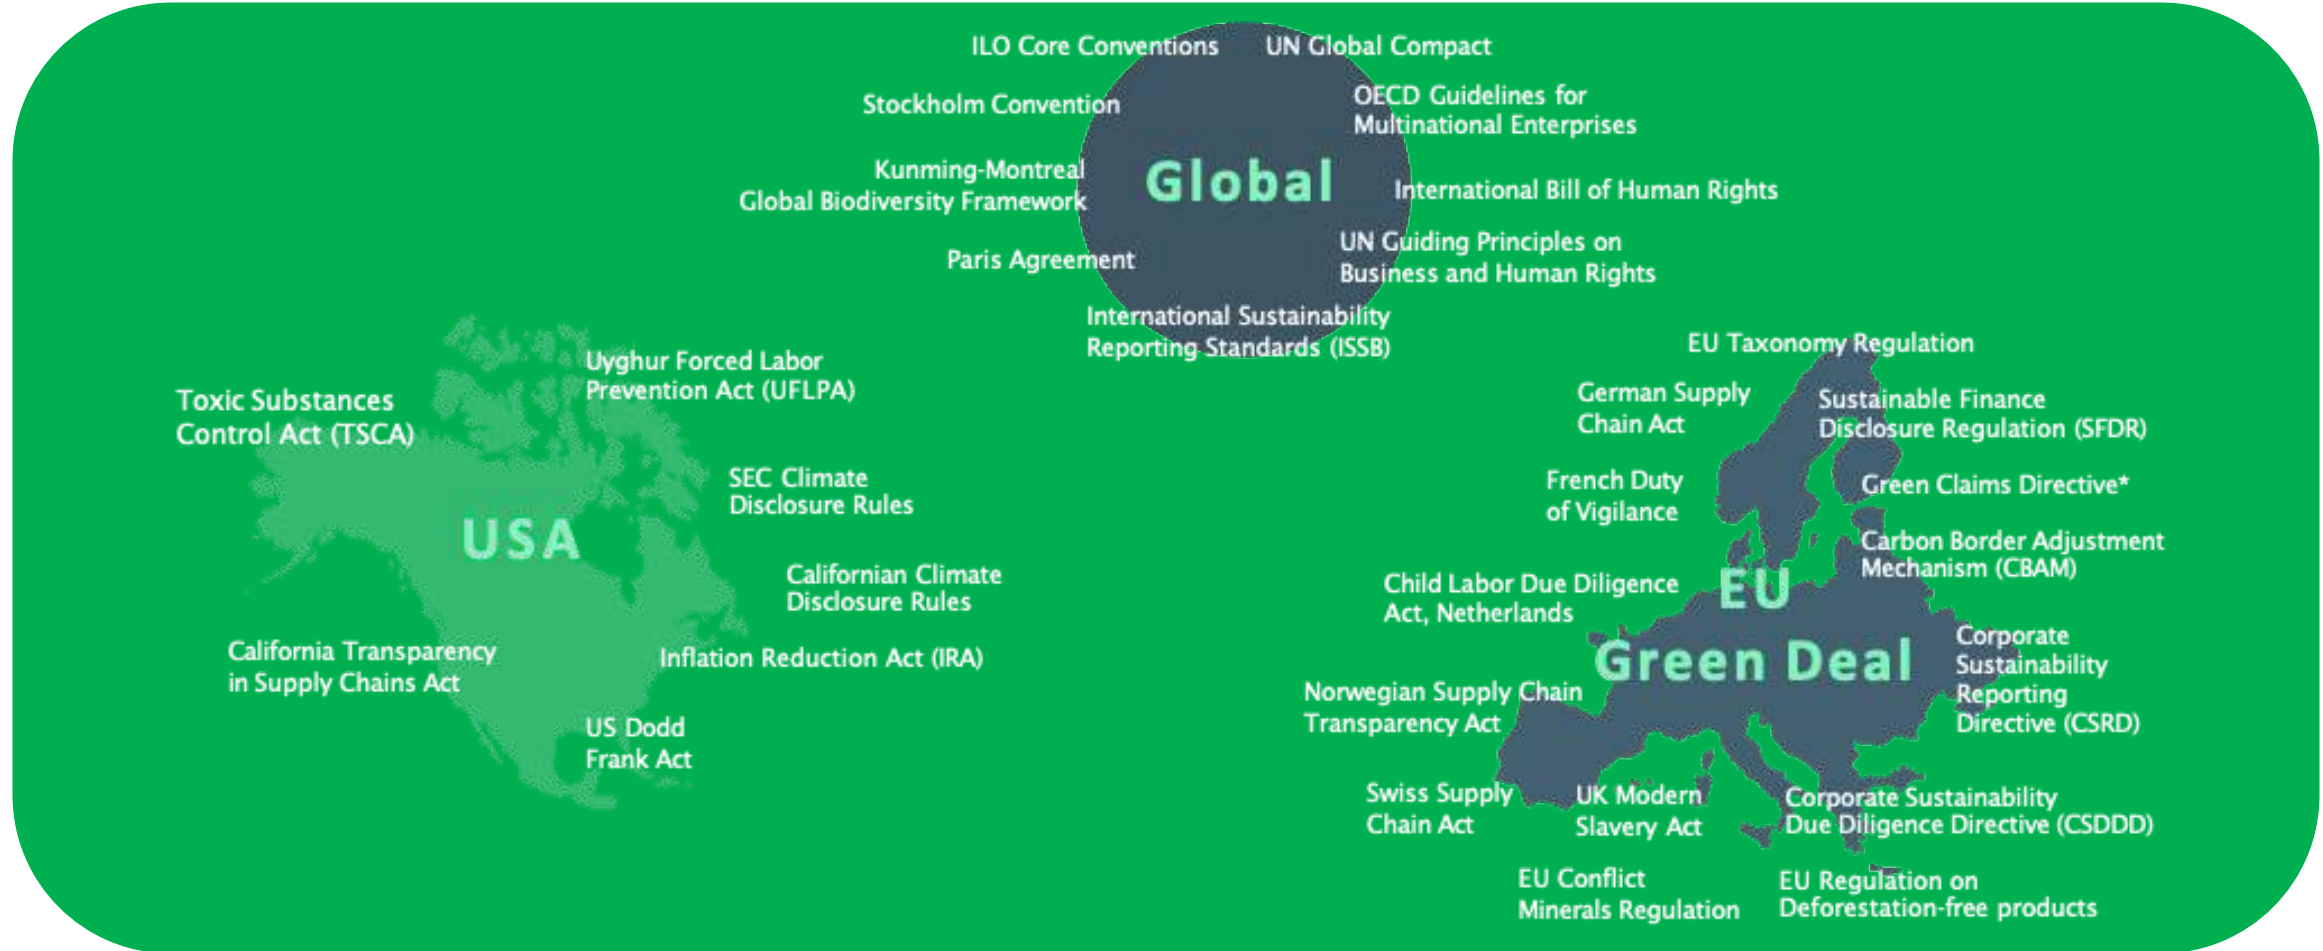 ILO Core Conventions
UN Global Compact
Stockholm Convention
OECD Guidelines for
Multinational Enterprises
Kunming-Montreal
Global Biodiversity Framework
Global
International Bill of Human Rights
Paris Agreement
UN Guiding Principles on
Business and Human Rights
International Sustainability
Reporting Standards (ISSB)
Uyghur Forced Labor
Prevention Act (UFLPA)
Toxic Substances
Control Act (TSCA)
SEC Climate
Disclosure Rules
USA
Californian Climate
Disclosure Rules
California Transparency
in Supply Chains Act
Inflation Reduction Act (IRA)
US Dodd
Frank Act
EU Taxonomy Regulation
German Supply
Chain Act
Sustainable Finance
Disclosure Regulation (SFDR)
French Duty
of Vigilance
Green Claims Directive*
Carbon Border Adjustment
Mechanism (CBAM)
Child Labor Due Diligence
Act, Netherlands
EU
Green Deal
Corporate
Sustainability
Reporting
Directive (CSRD)
Norwegian Supply Chain
Transparency Act
Swiss Supply
Chain Act
UK Modern
Slavery Act
Corporate Sustainability
Due Diligence Directive (CSDDD)
EU Conflict
Minerals Regulation
EU Regulation on
Deforestation-free products